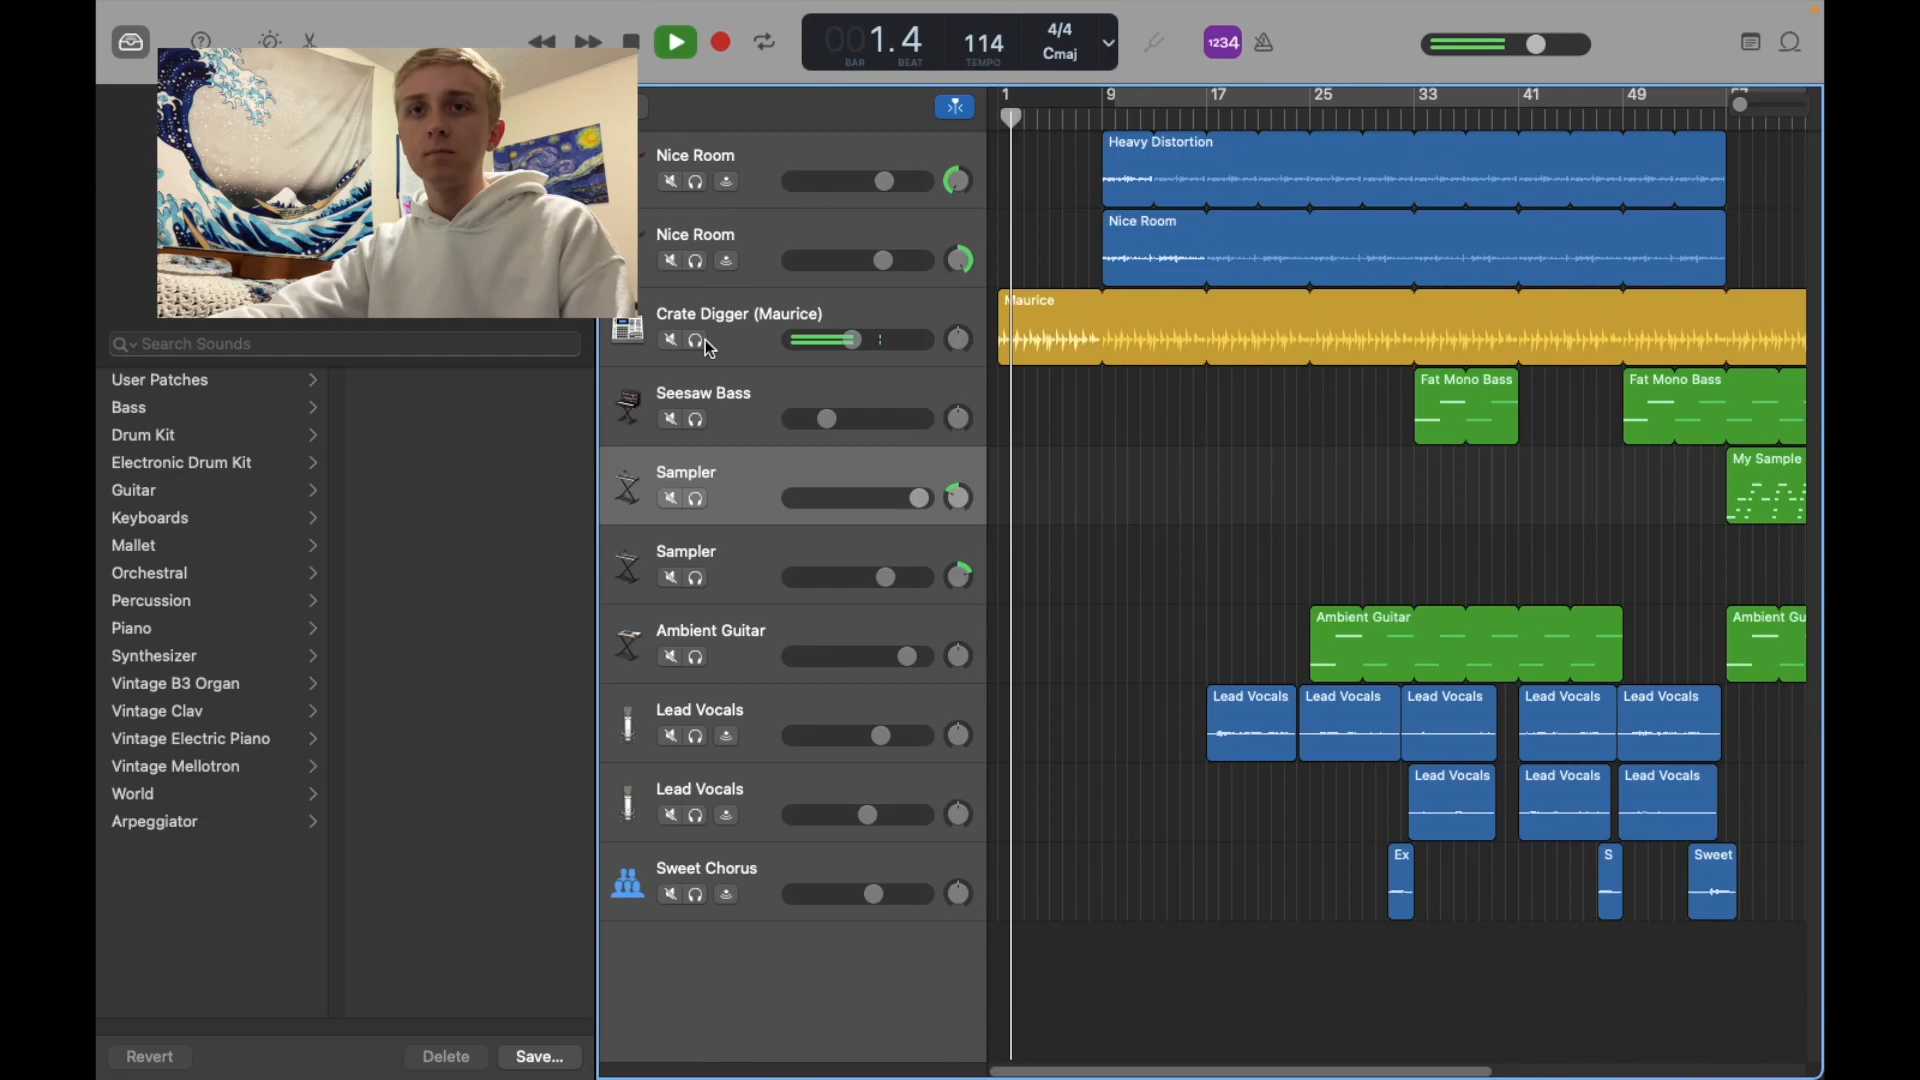 001.4
BAR
BEAT
114
TEMPO
4/4
Cmaj
1234
1
9
17
25
33
41
49
57
Nice Room
Heavy Distortion
Nice Room
Nice Room
Crate Digger (Maurice)
Maurice
Seesaw Bass
Fat Mono Bass
Fat Mono Bass
Sampler
My Sample
Sampler
Ambient Guitar
Ambient Guitar
Ambient Gu
Lead Vocals
Lead Vocals
Lead Vocals
Lead Vocals
Lead Vocals
Lead Vocals
Lead Vocals
Lead Vocals
Lead Vocals
Lead Vocals
Sweet Chorus
Ex
S
Sweet
Search Sounds
User Patches
Bass
Drum Kit
Electronic Drum Kit
Guitar
Keyboards
Mallet
Orchestral
Percussion
Piano
Synthesizer
Vintage B3 Organ
Vintage Clav
Vintage Electric Piano
Vintage Mellotron
World
Arpeggiator
Revert
Delete
Save...